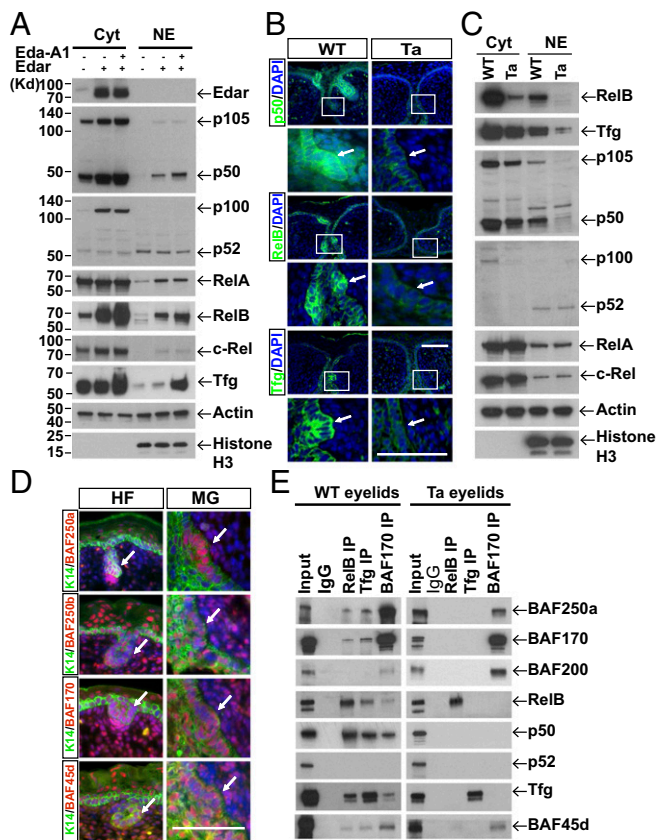 A
Cyt NE
Eda-A1 - - + - - +
Edar - + + - + +
(Kd)
100
70
Edar
140
100
p105
50
p50
140
100
p100
50
p52
70
50
RelA
70
50
RelB
100
70
c-Rel
70
50
Tfg
50
40
Actin
25
15
Histone
H3
B
WT Ta
p50/DAPI
RelB/DAPI
Tfg/DAPI
C
Cyt NE
WT Ta WT Ta
RelB
Tfg
p105
p50
p100
p52
RelA
c-Rel
Actin
Histone
H3
D
HF MG
K14/BAF250a
K14/BAF250b
K14/BAF170
K14/BAF45d
E
WT eyelids Ta eyelids
Input IgG RelB IP Tfg IP BAF170 IP Input IgG RelB IP Tfg IP BAF170 IP
BAF250a
BAF170
BAF200
RelB
p50
p52
Tfg
BAF45d